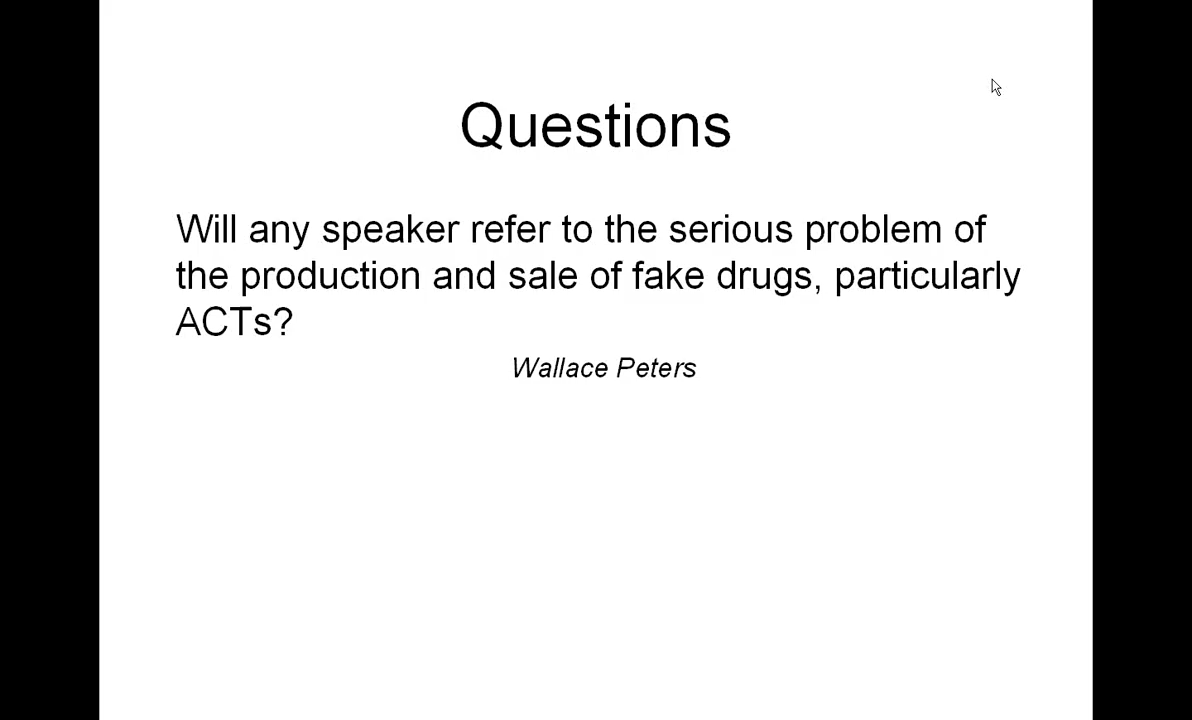 Questions
Will any speaker refer to the serious problem of
the production and sale of fake drugs, particularly
ACTs?
Wallace Peters